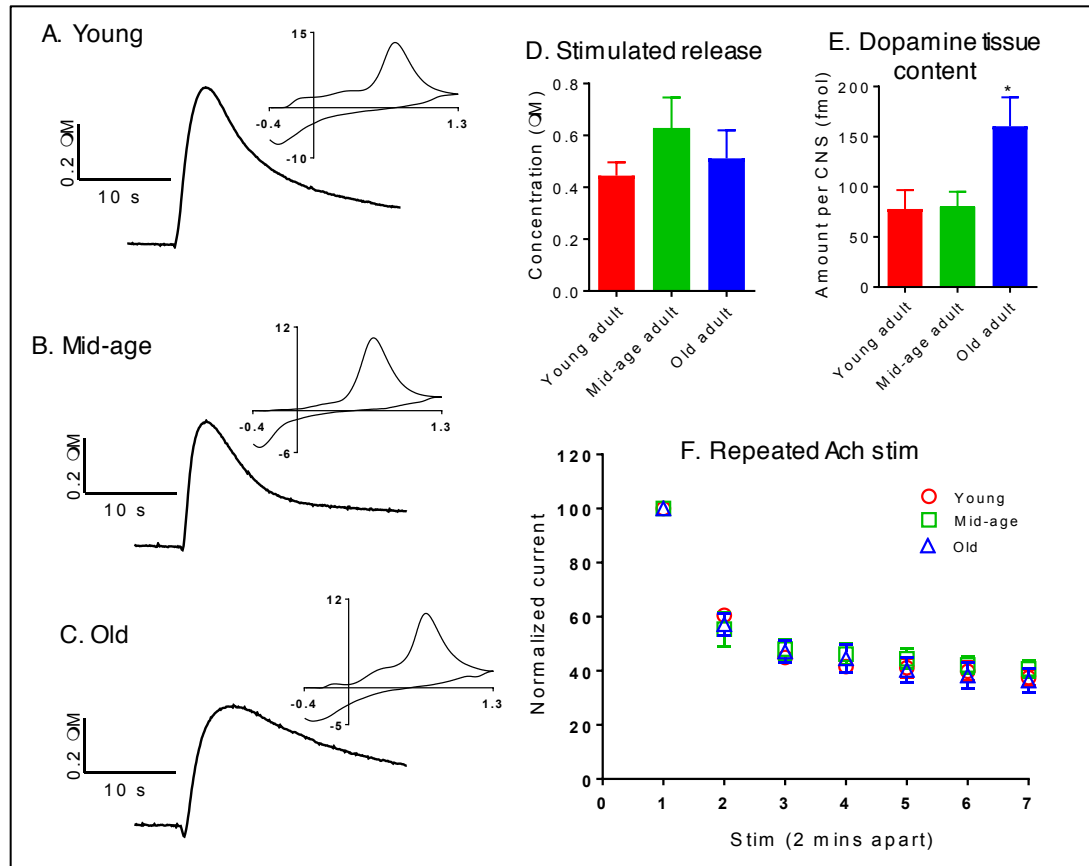 A. Young
15
-0.4
1.3
-10
0.2 ❍M
10 s
B. Mid-age
12
-0.4
1.3
-6
0.2 ❍M
10 s
C. Old
12
-0.4
1.3
-5
0.2 ❍M
10 s
D. Stimulated release
0.8
0.6
0.4
0.2
0.0
Concentration (❍M)
Young adult
Mid-age adult
Old adult
E. Dopamine tissue
content
200
150
100
50
0
Amount per CNS (fmol)
*
Young adult
Mid-age adult
Old adult
F. Repeated Ach stim
120
100
80
60
40
20
0
Normalized current
Young
Mid-age
Old
0 1 2 3 4 5 6 7
Stim (2 mins apart)